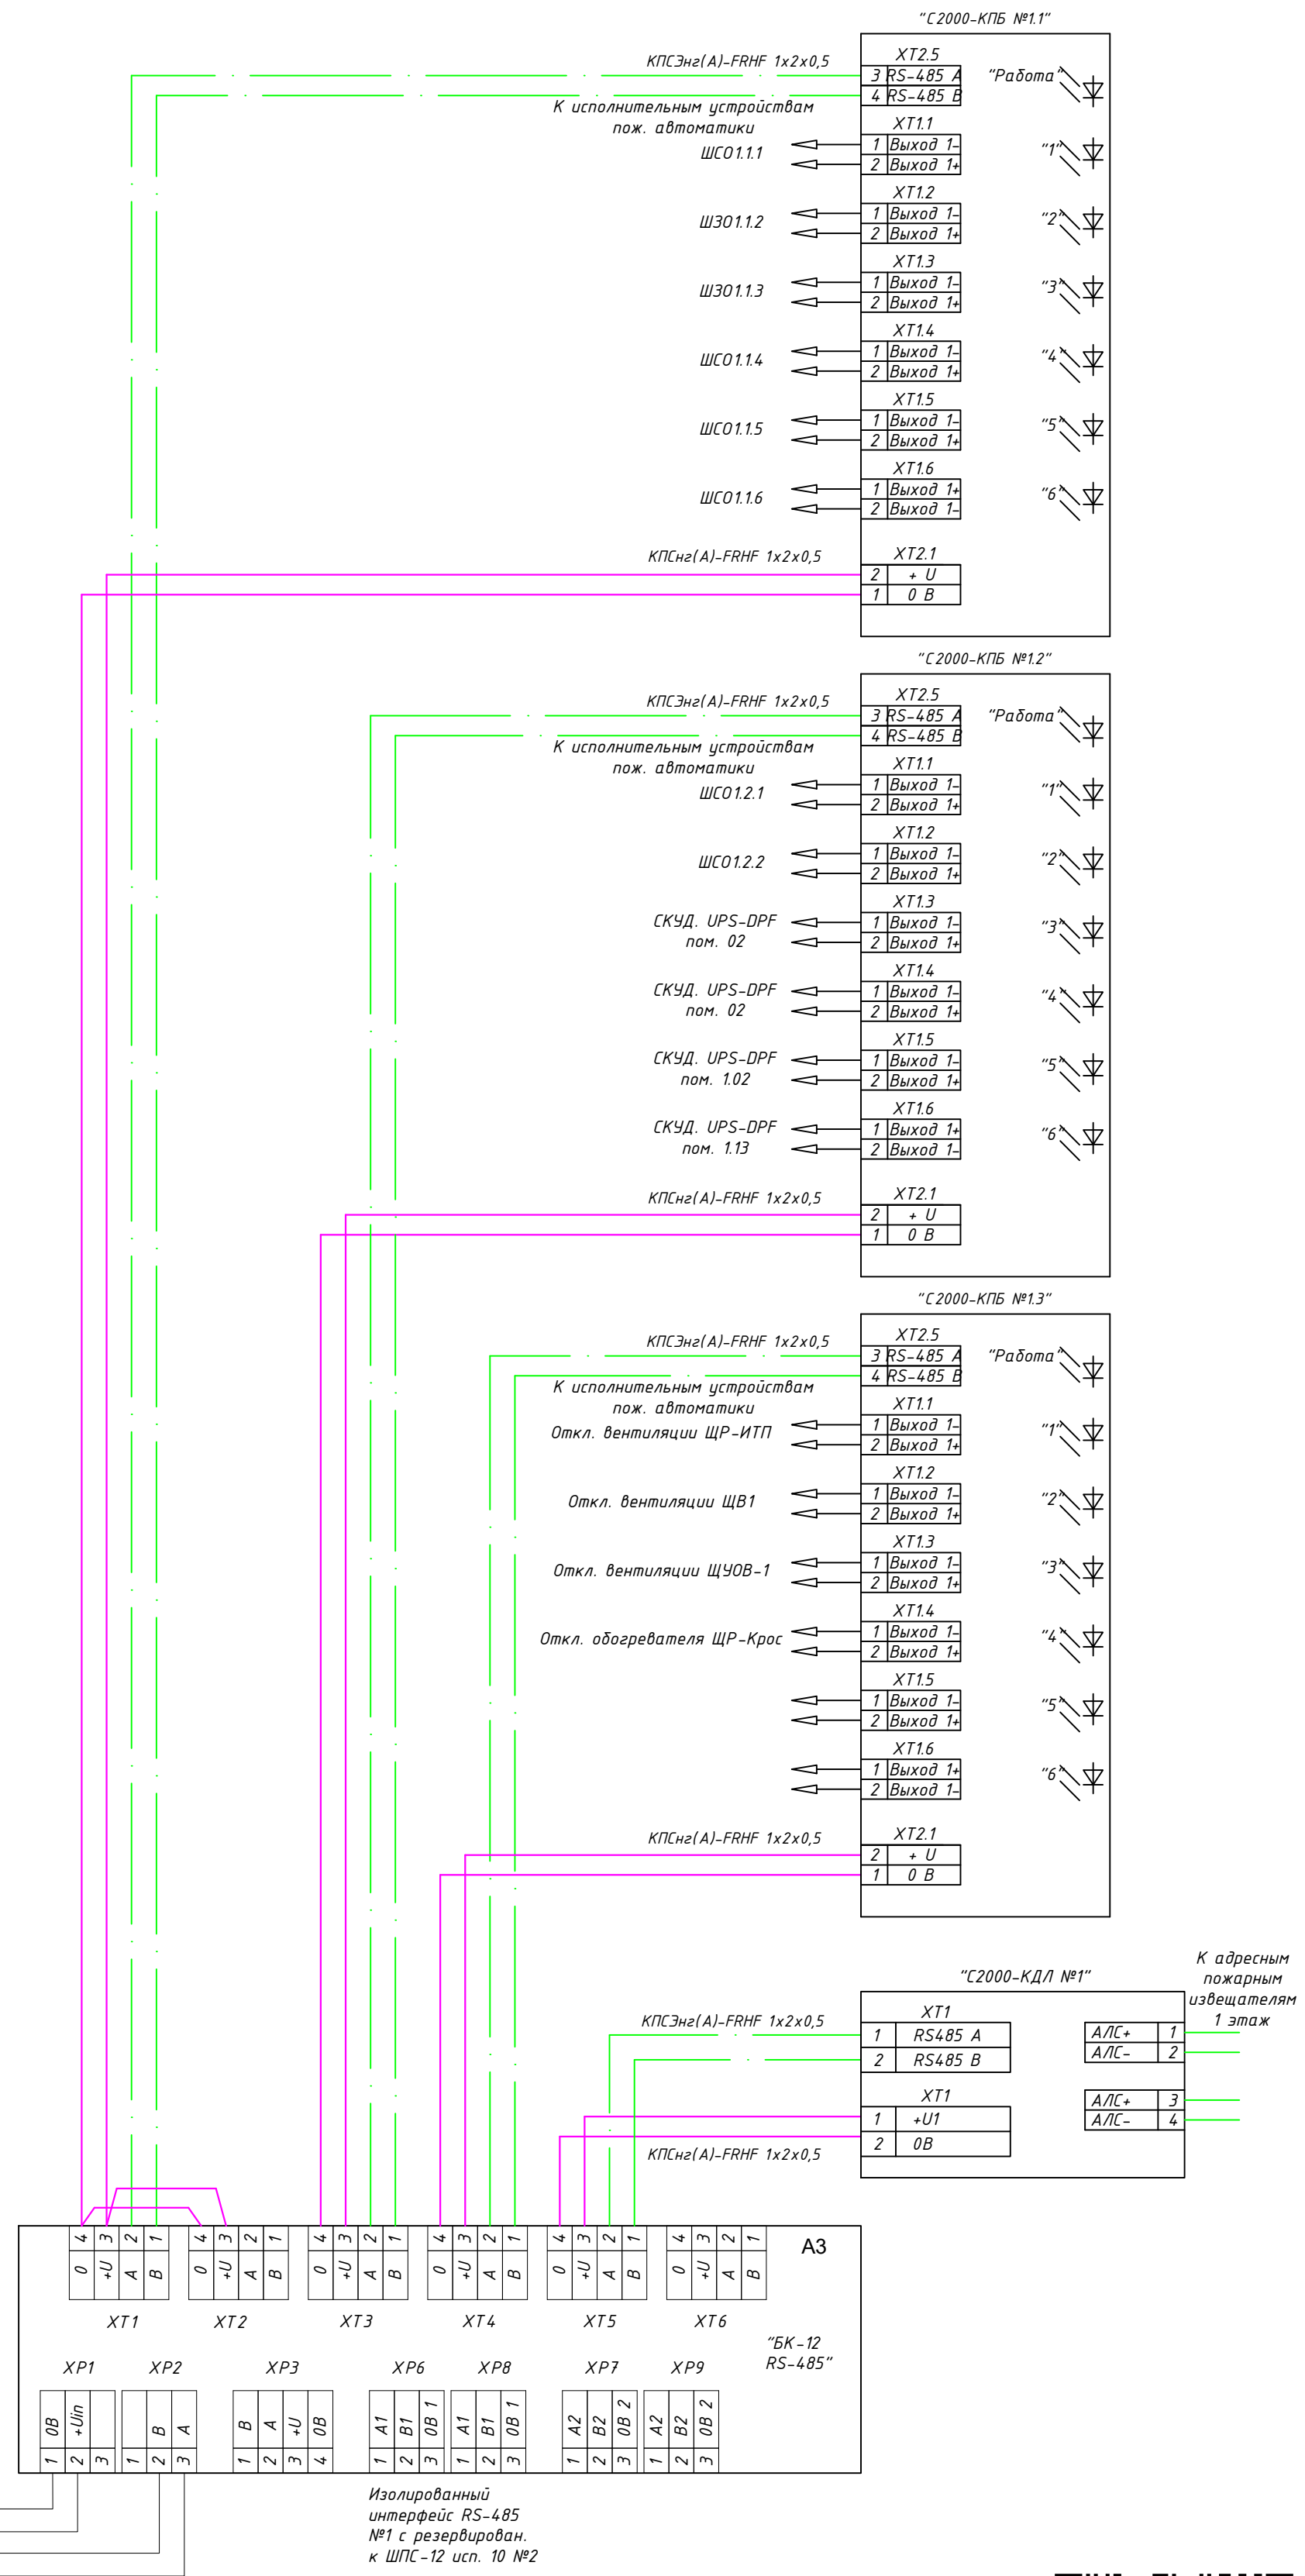 "С2000-КПБ №1.1"
КПСЭнг(А)-FRHF 1x2x0,5
XT2.5
3 RS-485 А
4 RS-485 В
"Работа"
К исполнительным устройствам
пож. автоматики
XT1.1
ШСО1.1.1
1 Выход 1-
2 Выход 1+
"1"
XT1.2
ШЗО1.1.2
1 Выход 1-
2 Выход 1+
"2"
XT1.3
ШЗО1.1.3
1 Выход 1-
2 Выход 1+
"3"
XT1.4
ШСО1.1.4
1 Выход 1-
2 Выход 1+
"4"
XT1.5
ШСО1.1.5
1 Выход 1-
2 Выход 1+
"5"
XT1.6
ШСО1.1.6
1 Выход 1+
2 Выход 1-
"6"
КПСнг(А)-FRHF 1x2x0,5
XT2.1
2 + U
1 0 В
"С2000-КПБ №1.2"
КПСЭнг(А)-FRHF 1x2x0,5
XT2.5
3 RS-485 А
4 RS-485 В
"Работа"
К исполнительным устройствам
пож. автоматики
XT1.1
ШСО1.2.1
1 Выход 1-
2 Выход 1+
"1"
XT1.2
ШСО1.2.2
1 Выход 1-
2 Выход 1+
"2"
XT1.3
СКУД. UPS-DPF
пом. 02
1 Выход 1-
2 Выход 1+
"3"
XT1.4
СКУД. UPS-DPF
пом. 02
1 Выход 1-
2 Выход 1+
"4"
XT1.5
СКУД. UPS-DPF
пом. 1.02
1 Выход 1-
2 Выход 1+
"5"
XT1.6
СКУД. UPS-DPF
пом. 1.13
1 Выход 1+
2 Выход 1-
"6"
КПСнг(А)-FRHF 1x2x0,5
XT2.1
2 + U
1 0 В
"С2000-КПБ №1.3"
КПСЭнг(А)-FRHF 1x2x0,5
XT2.5
3 RS-485 А
4 RS-485 В
"Работа"
К исполнительным устройствам
пож. автоматики
XT1.1
Откл. вентиляции ЩР-ИТП
1 Выход 1-
2 Выход 1+
"1"
XT1.2
Откл. вентиляции ЩВ1
1 Выход 1-
2 Выход 1+
"2"
XT1.3
Откл. вентиляции ЩУОВ-1
1 Выход 1-
2 Выход 1+
"3"
XT1.4
Откл. обогревателя ЩР-Крос
1 Выход 1-
2 Выход 1+
"4"
XT1.5
1 Выход 1-
2 Выход 1+
"5"
XT1.6
1 Выход 1+
2 Выход 1-
"6"
КПСнг(А)-FRHF 1x2x0,5
XT2.1
2 + U
1 0 В
"С2000-КДЛ №1"
К адресным
пожарным
извещателям
1 этаж
КПСЭнг(А)-FRHF 1x2x0,5
XT1
1 RS485 A
2 RS485 B
АЛС+ 1
АЛС- 2
XT1
1 +U1
2 0В
АЛС+ 3
АЛС- 4
КПСнг(А)-FRHF 1x2x0,5
4 3 2 1 4 3 2 1 4 3 2 1 4 3 2 1 4 3 2 1 4 3 2 1
0 +U A B 0 +U A B 0 +U A B 0 +U A B 0 +U A B 0 +U A B
А3
XT1 XT2 XT3 XT4 XT5 XT6
"БК-12
RS-485"
XP1 XP2 XP3 XP6 XP8 XP7 XP9
0В +Uin B A B A +U 0В A1 B1 0В 1 A1 B1 0В 1 A2 B2 0В 2 A2 B2 0В 2
1 2 3 1 2 3 1 2 3 4 1 2 3 1 2 3 1 2 3 1 2 3
Изолированный
интерфейс RS-485
№1 с резервирован.
к ШПС-12 исп. 10 №2